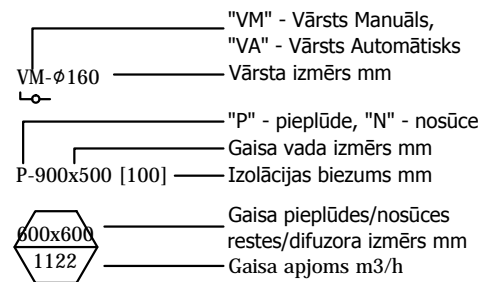 "VM" - Vārsts Manuāls,
"VA" - Vārsts Automātisks
VM-ϕ160
Vārsta izmērs mm
"P" - pieplūde, "N" - nosūce
Gaisa vada izmērs mm
P-900x500 [100]
Izolācijas biezums mm
Gaisa pieplūdes/nosūces
600x600
restes/difuzora izmērs mm
1122
Gaisa apjoms m3/h